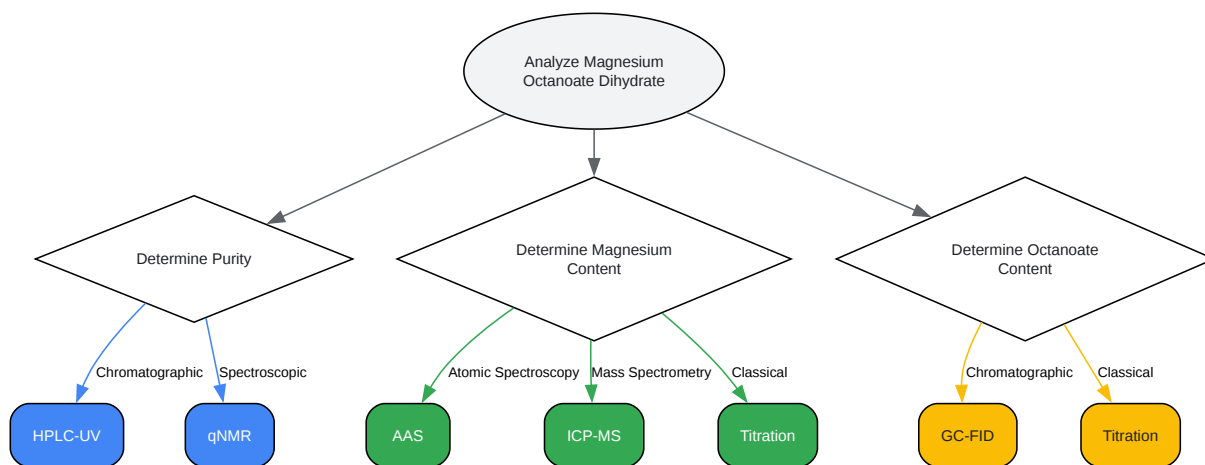 Analyze Magnesium
Octanoate Dihydrate
Determine Purity
Determine Magnesium
Content
Determine Octanoate
Content
Chromatographic
Spectroscopic
Atomic Spectroscopy
Mass Spectrometry
Classical
Chromatographic
Classical
HPLC-UV
qNMR
AAS
ICP-MS
Titration
GC-FID
Titration